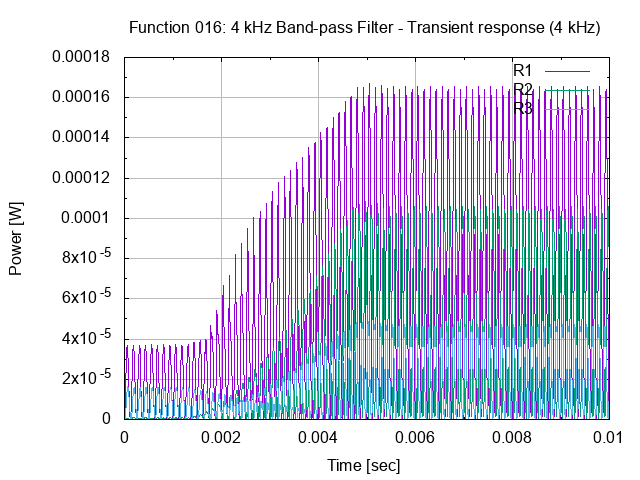 Function 016: 4 kHz Band-pass Filter - Transient response (4 kHz)
0.00018
0.00016
0.00014
0.00012
0.0001
8x10-5
6x10-5
4x10-5
2x10-5
0
Power [W]
R1
R2
R3
0 0.002 0.004 0.006 0.008 0.01
Time [sec]